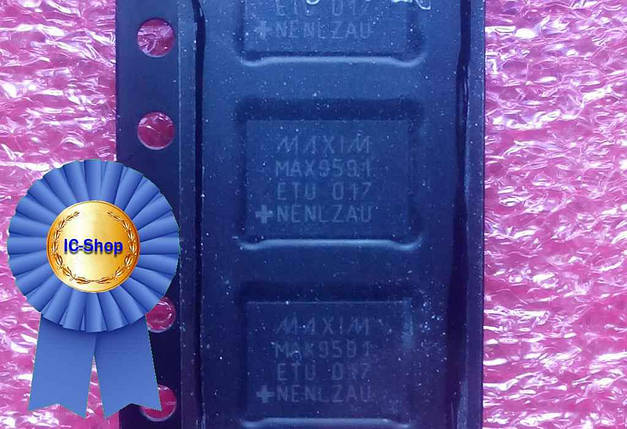 ETU 017
+NENLZAU
MAXIM
MAX9591
ETU 017
+NENLZAU
MAXIM
MAX9591
ETU 017
+NENLZAU
IC-Shop